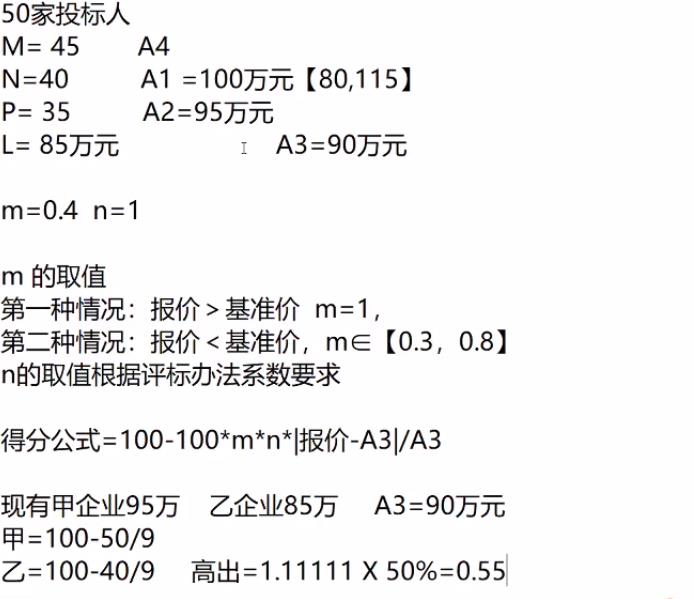 50家投标人
M= 45 A4
N=40 A1 =100万元【80,115】
P= 35 A2=95万元
L= 85万元 A3=90万元
m=0.4 n=1
m 的取值
第一种情况：报价＞基准价 m=1，
第二种情况：报价＜基准价，m∈【0.3，0.8】
n的取值根据评标办法系数要求
得分公式=100-100*m*n*|报价-A3|/A3
现有甲企业95万 乙企业85万 A3=90万元
甲=100-50/9
乙=100-40/9 高出=1.11111 X 50%=0.55